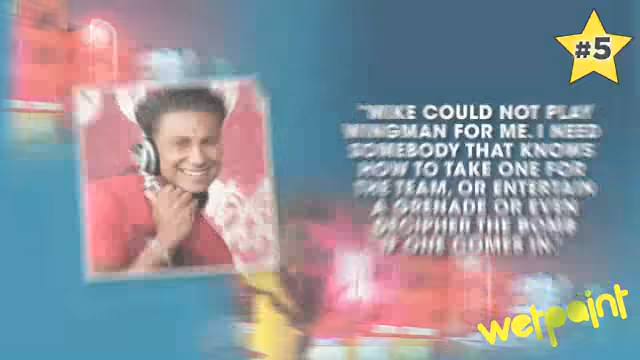 #5
"MIKE COULD NOT PLAY
WINGMAN FOR ME. I NEED
SOMEBODY THAT KNOWS
HOW TO TAKE ONE FOR
THE TEAM, OR ENTERTAIN
A GRENADE OR EVEN
DECIPHER THE BOMB
IF ONE COMES IN."
wetpaint